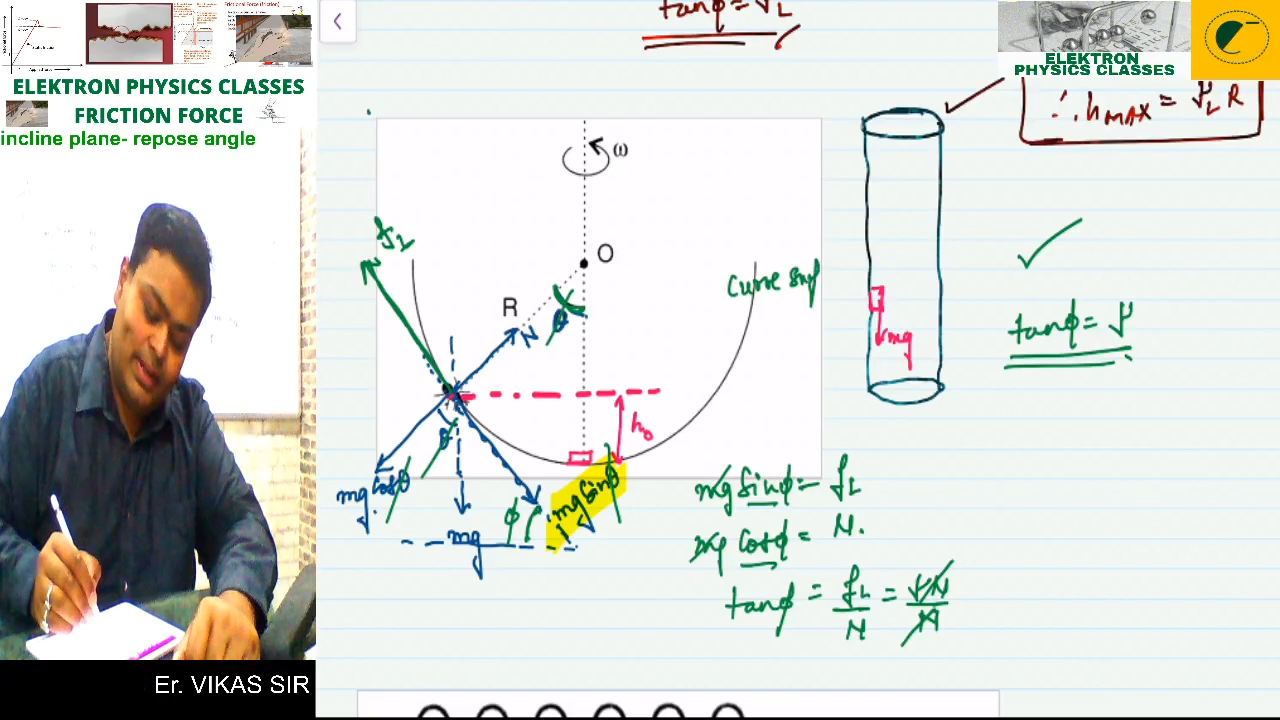 ELEKTRON PHYSICS CLASSES
FRICTION FORCE
incline plane- repose angle
Er. VIKAS SIR
ELEKTRON
PHYSICS CLASSES
tanϕ = μL
∴ hMAX = μL R
ω
O
R
N
fL
θ
curve surf
h₀
mg cosθ
θ
mg
ϕ
mg sinϕ
mg
tanϕ = μ
mg sinϕ = fL
mg cosϕ = N.
tanϕ = fL/N = μN/N